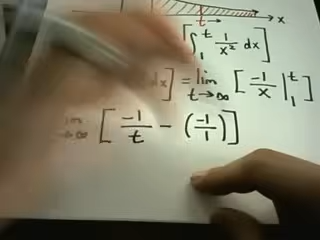 t x
[∫₁ᵗ 1/x² dx]
dx] = lim t→∞ [-1/x |₁ᵗ]
→∞ [-1/t - (-1/1)]